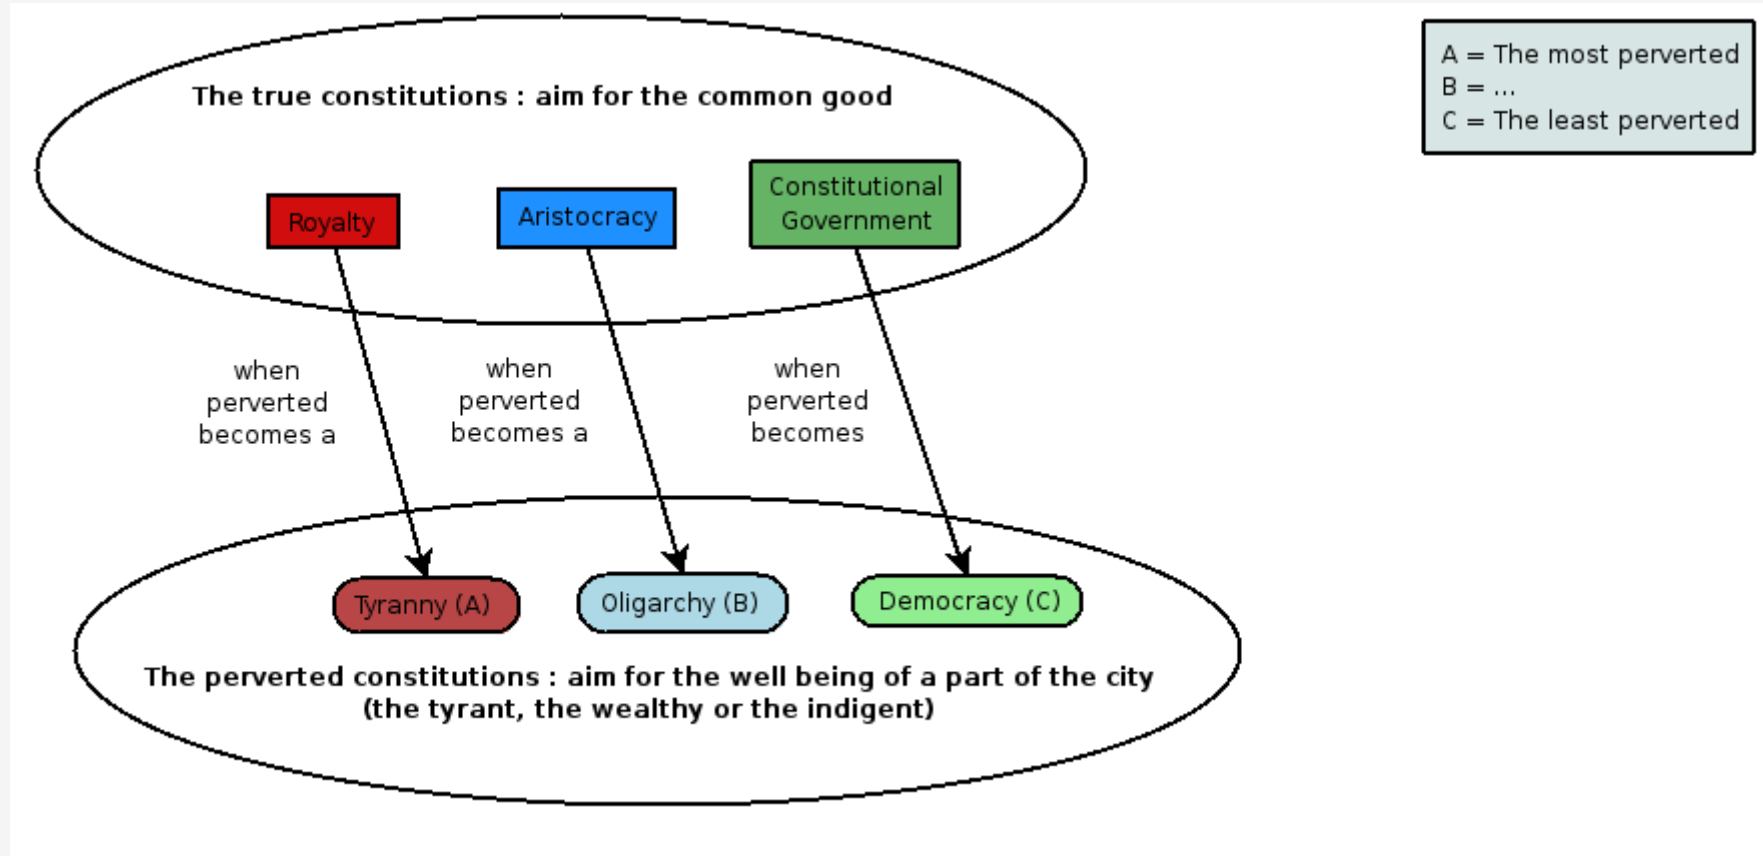 The true constitutions : aim for the common good
Royalty
Aristocracy
Constitutional
Government
when
perverted
becomes a
when
perverted
becomes a
when
perverted
becomes
Tyranny (A)
Oligarchy (B)
Democracy (C)
The perverted constitutions : aim for the well being of a part of the city
(the tyrant, the wealthy or the indigent)
A = The most perverted
B = ...
C = The least perverted